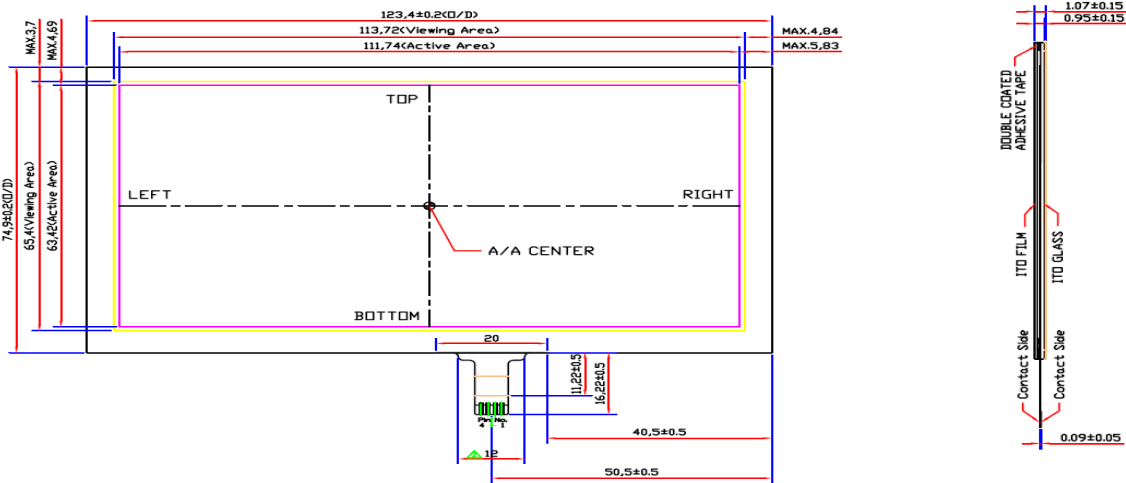 123,4±0.2(O/D)
113,72(Viewing Area)
111,74(Active Area)
MAX.4,84
MAX.5,83
MAX.3,7
MAX.4,69
74,9±0.2(O/D)
65,4(Viewing Area)
63,42(Active Area)
TOP
LEFT
RIGHT
A/A CENTER
BOTTOM
20
11,22±0.5
16,22±0.5
Pin No.
4 1
12
40,5±0.5
50,5±0.5
1.07±0.15
0.95±0.15
DOUBLE COATED
ADHESIVE TAPE
ITO FILM
ITO GLASS
Contact Side
Contact Side
0.09±0.05